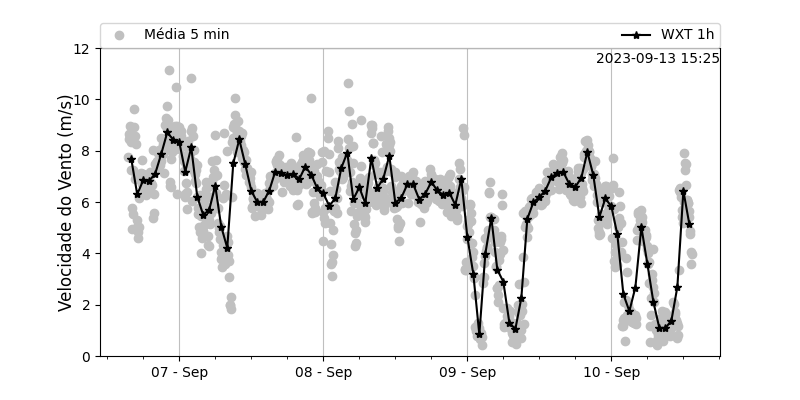 Média 5 min
WXT 1h
2023-09-13 15:25
Velocidade do Vento (m/s)
12
10
8
6
4
2
0
07 - Sep
08 - Sep
09 - Sep
10 - Sep